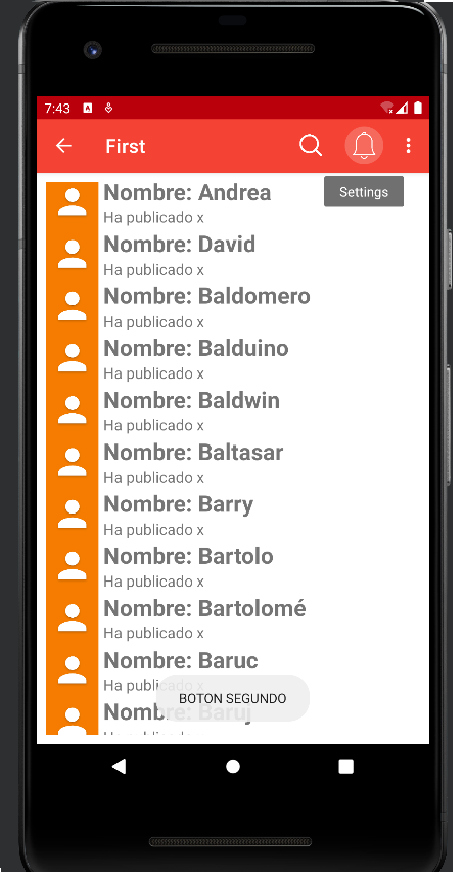 7:43
First
Settings
Nombre: Andrea
Ha publicado x
Nombre: David
Ha publicado x
Nombre: Baldomero
Ha publicado x
Nombre: Balduino
Ha publicado x
Nombre: Baldwin
Ha publicado x
Nombre: Baltasar
Ha publicado x
Nombre: Barry
Ha publicado x
Nombre: Bartolo
Ha publicado x
Nombre: Bartolomé
Ha publicado x
Nombre: Baruc
Ha publicado x
BOTON SEGUNDO
Nombre: Baruj